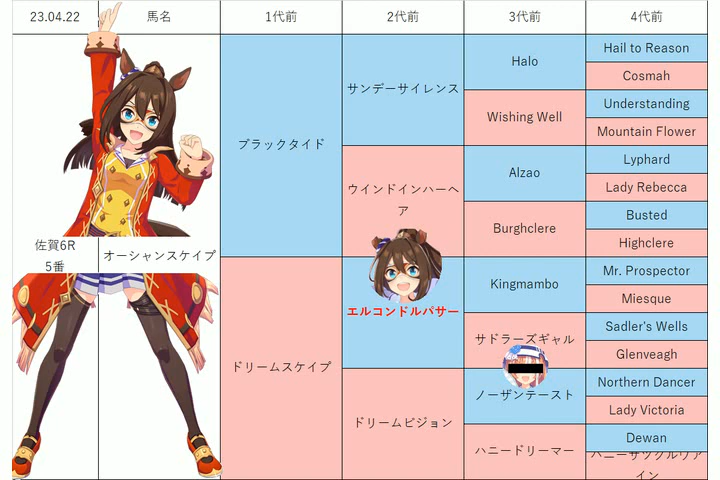 23.04.22
馬名
1代前
2代前
3代前
4代前
佐賀6R
5番
オーシャンスケイプ
ブラックタイド
ドリームスケイプ
サンデーサイレンス
ウインドインハーヘ
ア
エルコンドルパサー
ドリームビジョン
Halo
Wishing Well
Alzao
Burghclere
Kingmambo
サドラーズギャル
ノーザンテースト
ハニードリーマー
Hail to Reason
Cosmah
Understanding
Mountain Flower
Lyphard
Lady Rebecca
Busted
Highclere
Mr. Prospector
Miesque
Sadler's Wells
Glenveagh
Northern Dancer
Lady Victoria
Dewan
ハニーサツクルヴァ
イン